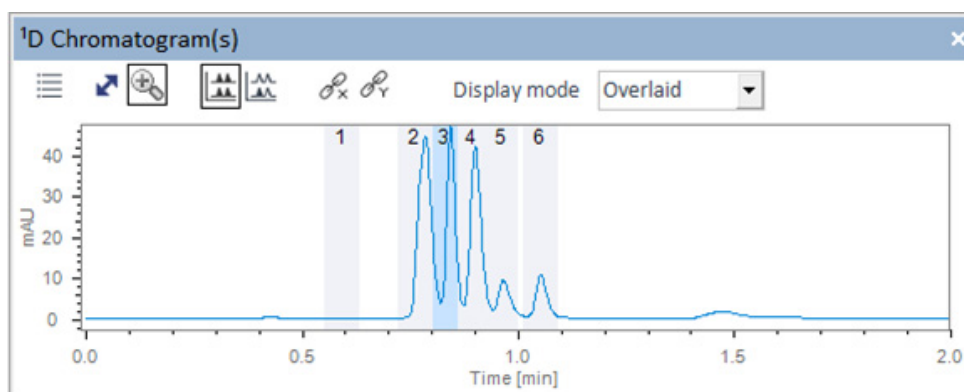 ¹D Chromatogram(s)
Display mode Overlaid
1 2 3 4 5 6
40
30
20
10
0
mAU
0.0 0.5 1.0 1.5 2.0
Time [min]